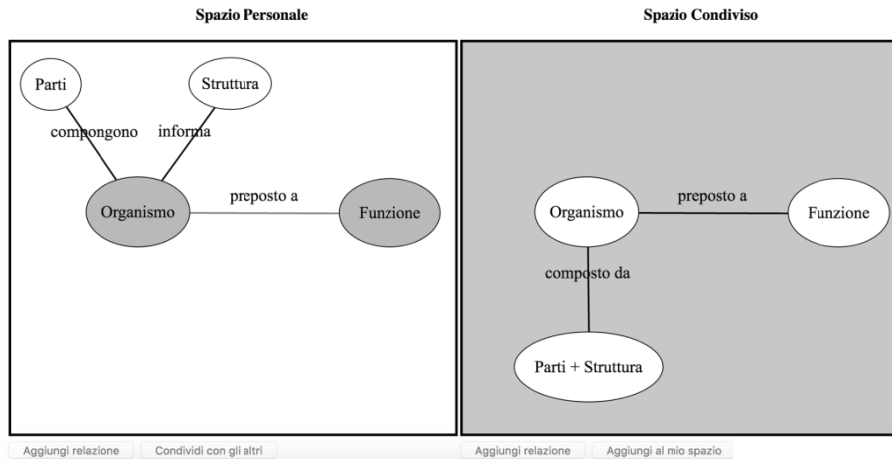 Spazio Personale
Spazio Condiviso
Parti
Struttura
compongono
informa
Organismo
preposto a
Funzione
Organismo
preposto a
Funzione
composto da
Parti + Struttura
Aggiungi relazione
Condividi con gli altri
Aggiungi relazione
Aggiungi al mio spazio